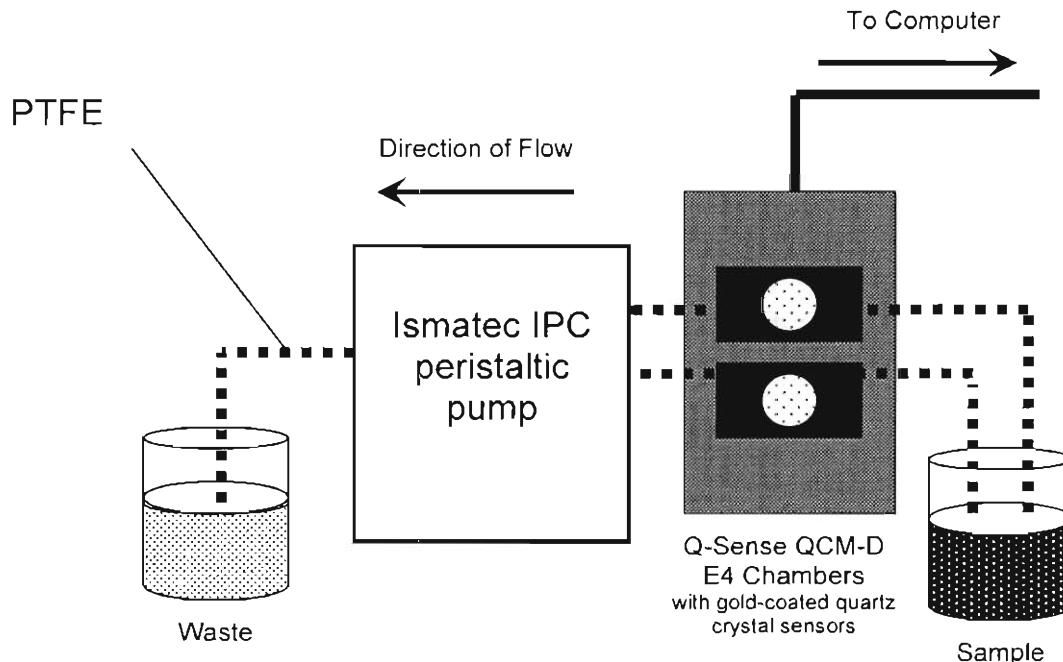 To Computer
PTFE
Direction of Flow
Ismatec IPC
peristaltic
pump
Q-Sense QCM-D
E4 Chambers
with gold-coated quartz
crystal sensors
Waste
Sample